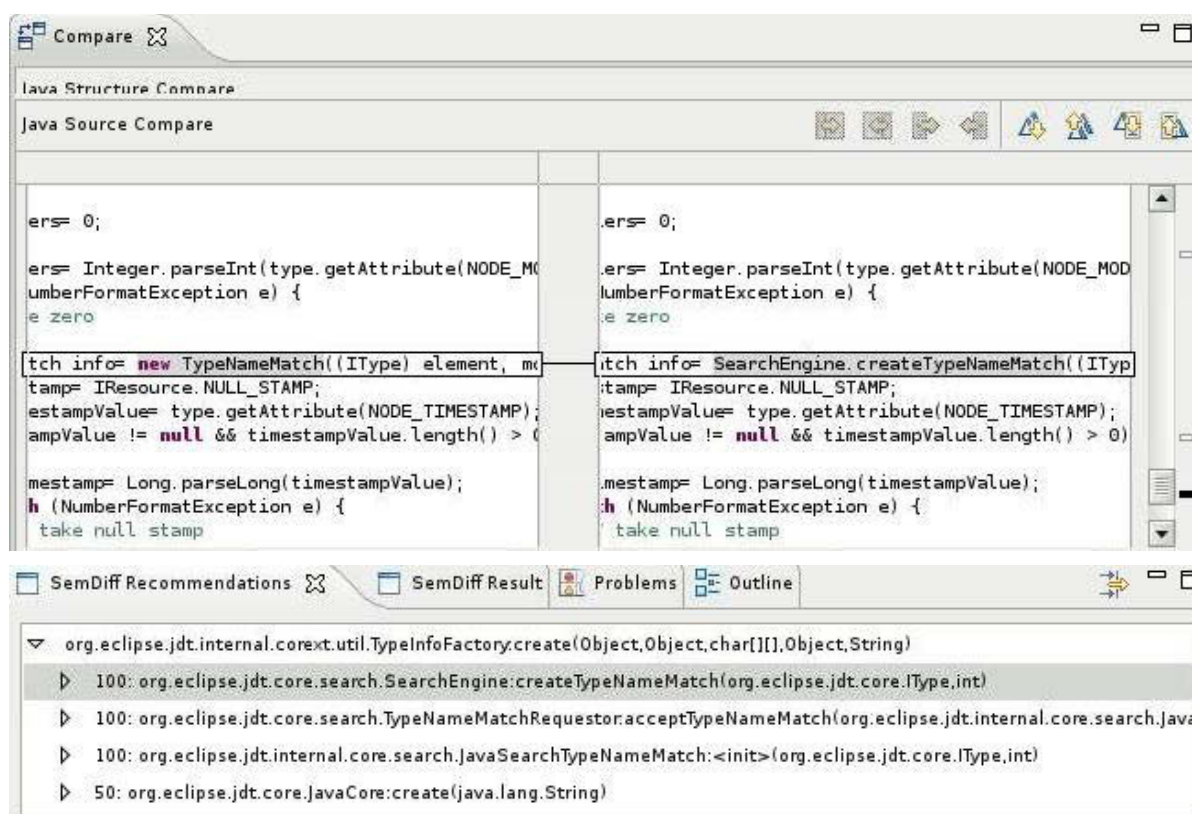 Compare
Java Structure Compare
Java Source Compare
ers= 0;
ers= Integer.parseInt(type.getAttribute(NODE_M
umberFormatException e) {
e zero
tch info= new TypeNameMatch((IType) element, mo
tamp= IResource.NULL_STAMP;
estampValue= type.getAttribute(NODE_TIMESTAMP);
ampValue != null && timestampValue.length() > 0
mestamp= Long.parseLong(timestampValue);
h (NumberFormatException e) {
take null stamp
ers= 0;
ers= Integer.parseInt(type.getAttribute(NODE_MOD
umberFormatException e) {
e zero
tch info= SearchEngine.createTypeNameMatch((ITyp
tamp= IResource.NULL_STAMP;
estampValue= type.getAttribute(NODE_TIMESTAMP);
ampValue != null && timestampValue.length() > 0)
mestamp= Long.parseLong(timestampValue);
h (NumberFormatException e) {
take null stamp
SemDiff Recommendations SemDiff Result Problems Outline
org.eclipse.jdt.internal.corext.util.TypeInfoFactory:create(Object,Object,char[][],Object,String)
100: org.eclipse.jdt.core.search.SearchEngine:createTypeNameMatch(org.eclipse.jdt.core.IType,int)
100: org.eclipse.jdt.core.search.TypeNameMatchRequestor:acceptTypeNameMatch(org.eclipse.jdt.internal.core.search.Java
100: org.eclipse.jdt.internal.core.search.JavaSearchTypeNameMatch:<init>(org.eclipse.jdt.core.IType,int)
50: org.eclipse.jdt.core.JavaCore:create(java.lang.String)